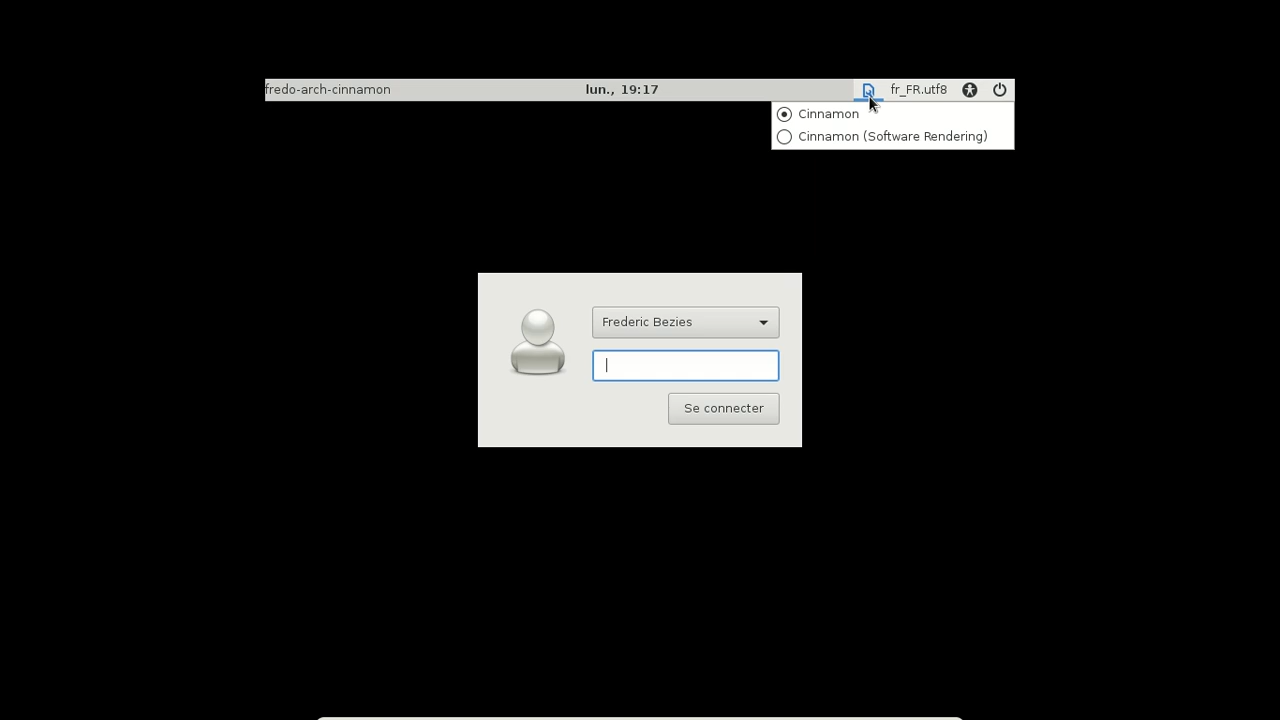 fredo-arch-cinnamon lun., 19:17 fr_FR.utf8
Cinnamon
Cinnamon (Software Rendering)
Frederic Bezies
Se connecter